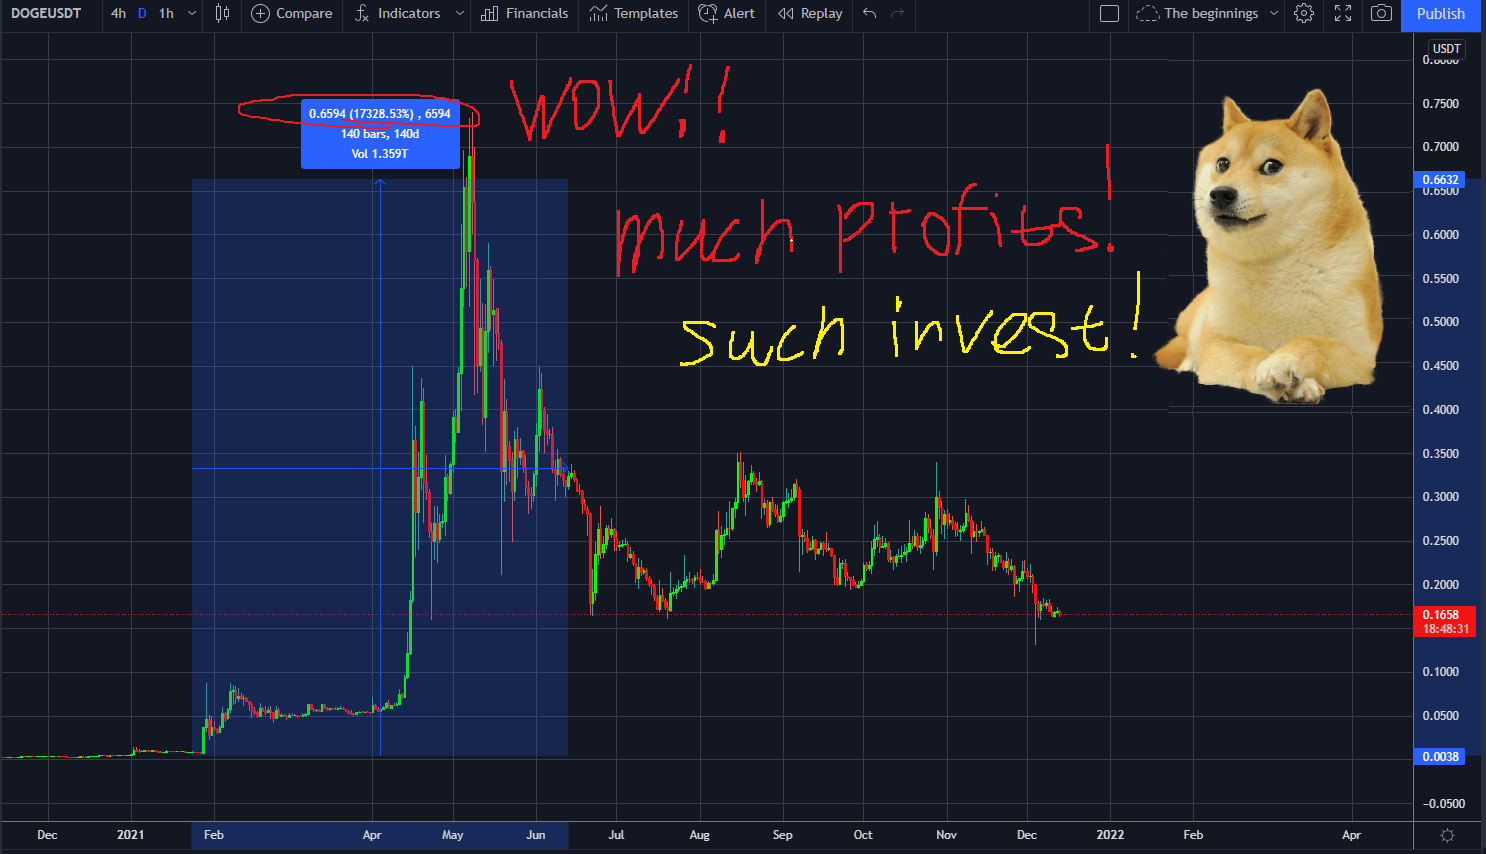 DOGEUSDT 4h D 1h Compare Indicators Financials Templates Alert Replay The beginnings Publish
USDT
0.8000
0.7500
0.7000
0.6632
0.6500
0.6000
0.5500
0.5000
0.4500
0.4000
0.3500
0.3000
0.2500
0.2000
0.1658
18:48:31
0.1000
0.0500
0.0038
−0.0500
0.6594 (17328.53%) , 6594
140 bars, 140d
Vol 1.359T
wow!!
much profits!
such invest!
Dec 2021 Feb Apr May Jun Jul Aug Sep Oct Nov Dec 2022 Feb Apr